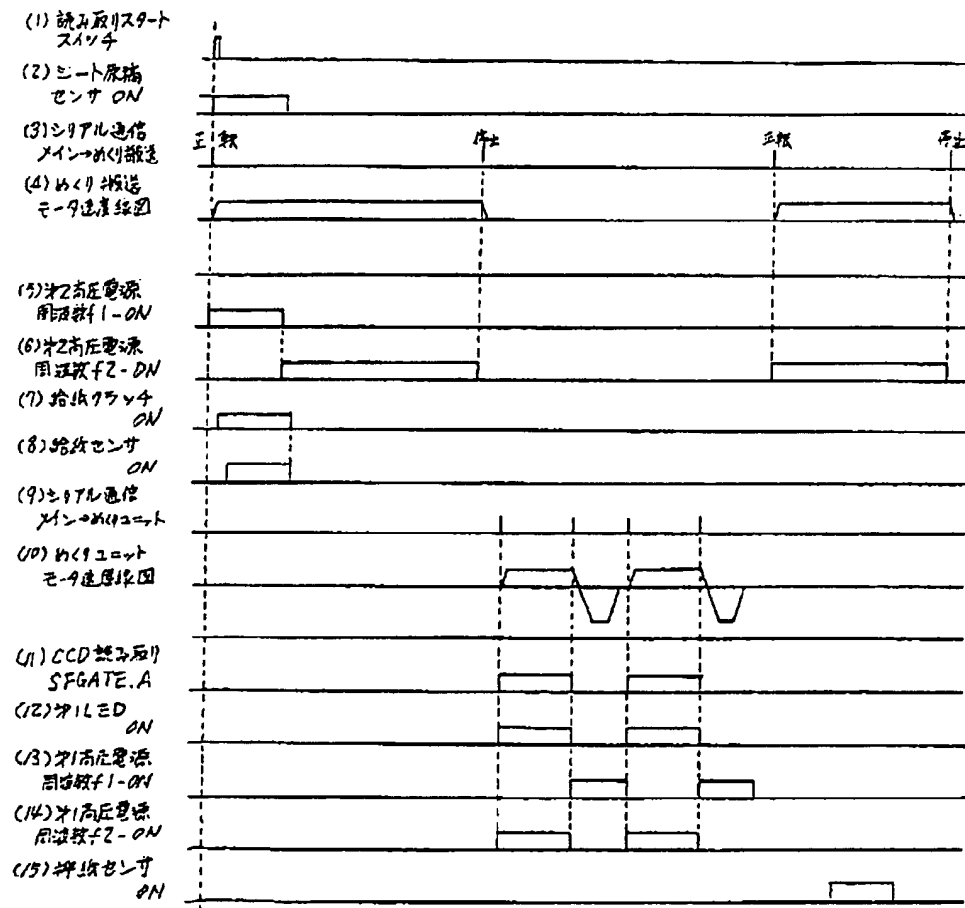 (1) 読み取りスタート
スイッチ
(2) シート原稿
センサ ON
(3) シリアル通信
メイン→めくり搬送
正転
停止
正転
停止
(4) めくり搬送
モータ速度線図
(5) 第2高圧電源
周波数f1-ON
(6) 第2高圧電源
周波数f2-ON
(7) 給紙クラッチ
ON
(8) 給紙センサ
ON
(9) シリアル通信
メイン→めくりユニット
(10) めくりユニット
モータ速度線図
(11) CCD読み取り
SFGATE.A
(12) 第1LED
ON
(13) 第1高圧電源
周波数f1-ON
(14) 第1高圧電源
周波数f2-ON
(15) 排紙センサ
ON